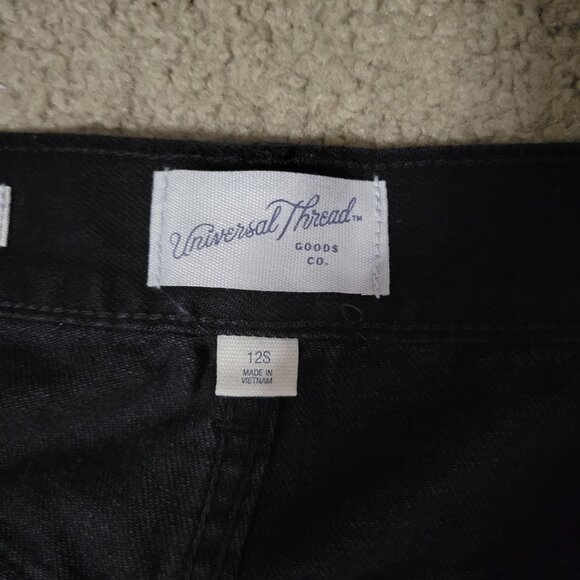 Universal Thread™
GOODS
CO.
12S
MADE IN
VIETNAM